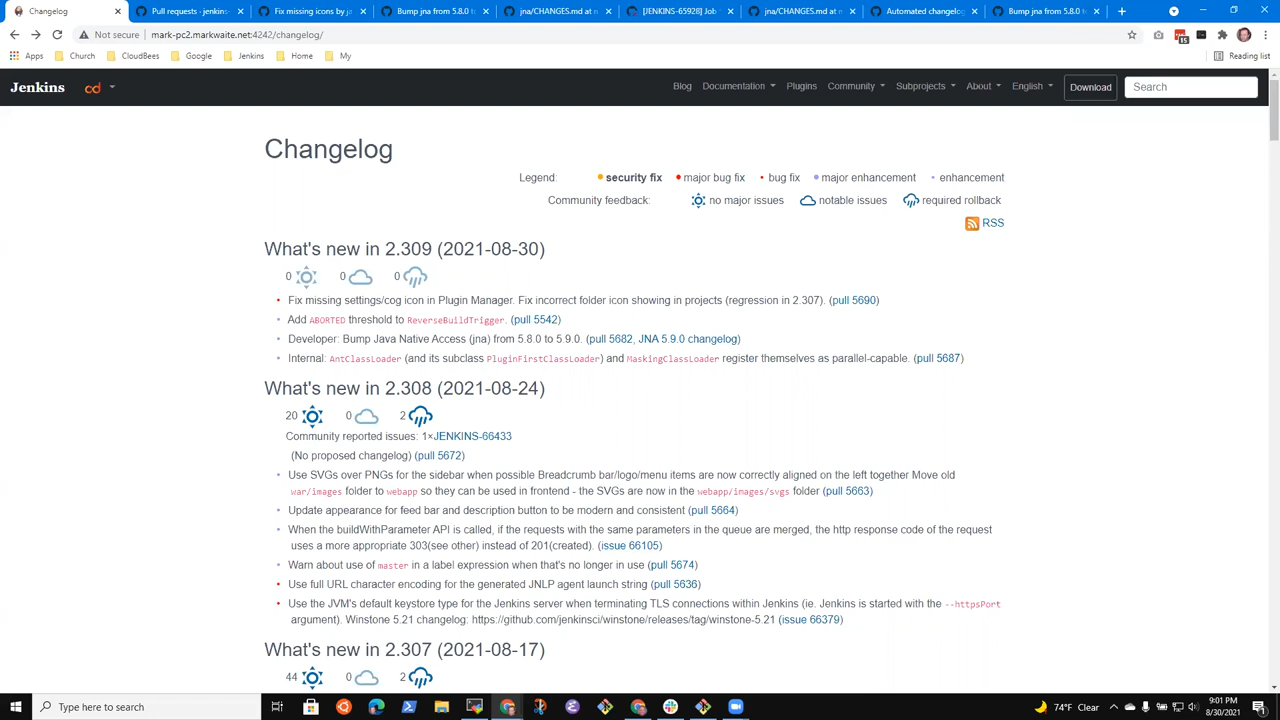 Changelog
Pull requests · jenkins-
Fix missing icons by ja
Bump jna from 5.8.0 to
jna/CHANGES.md at n
[JENKINS-65928] Job
jna/CHANGES.md at n
Automated changelog
Bump jna from 5.8.0 to
Not secure | mark-pc2.markwaite.net:4242/changelog/
15
Apps Church CloudBees Google Jenkins Home My Reading list
Jenkins cd Blog Documentation Plugins Community Subprojects About English Download Search
Changelog
Legend: security fix major bug fix bug fix major enhancement enhancement
Community feedback: no major issues notable issues required rollback
RSS
What's new in 2.309 (2021-08-30)
0 0 0
Fix missing settings/cog icon in Plugin Manager. Fix incorrect folder icon showing in projects (regression in 2.307). (pull 5690)
Add ABORTED threshold to ReverseBuildTrigger. (pull 5542)
Developer: Bump Java Native Access (jna) from 5.8.0 to 5.9.0. (pull 5682, JNA 5.9.0 changelog)
Internal: AntClassLoader (and its subclass PluginFirstClassLoader) and MaskingClassLoader register themselves as parallel-capable. (pull 5687)
What's new in 2.308 (2021-08-24)
20 0 2
Community reported issues: 1×JENKINS-66433
(No proposed changelog) (pull 5672)
Use SVGs over PNGs for the sidebar when possible Breadcrumb bar/logo/menu items are now correctly aligned on the left together Move old
war/images folder to webapp so they can be used in frontend - the SVGs are now in the webapp/images/svgs folder (pull 5663)
Update appearance for feed bar and description button to be modern and consistent (pull 5664)
When the buildWithParameter API is called, if the requests with the same parameters in the queue are merged, the http response code of the request
uses a more appropriate 303(see other) instead of 201(created). (issue 66105)
Warn about use of master in a label expression when that's no longer in use (pull 5674)
Use full URL character encoding for the generated JNLP agent launch string (pull 5636)
Use the JVM's default keystore type for the Jenkins server when terminating TLS connections within Jenkins (ie. Jenkins is started with the --httpsPort
argument). Winstone 5.21 changelog: https://github.com/jenkinsci/winstone/releases/tag/winstone-5.21 (issue 66379)
What's new in 2.307 (2021-08-17)
44 0 2
Type here to search
74°F Clear
9:01 PM
8/30/2021